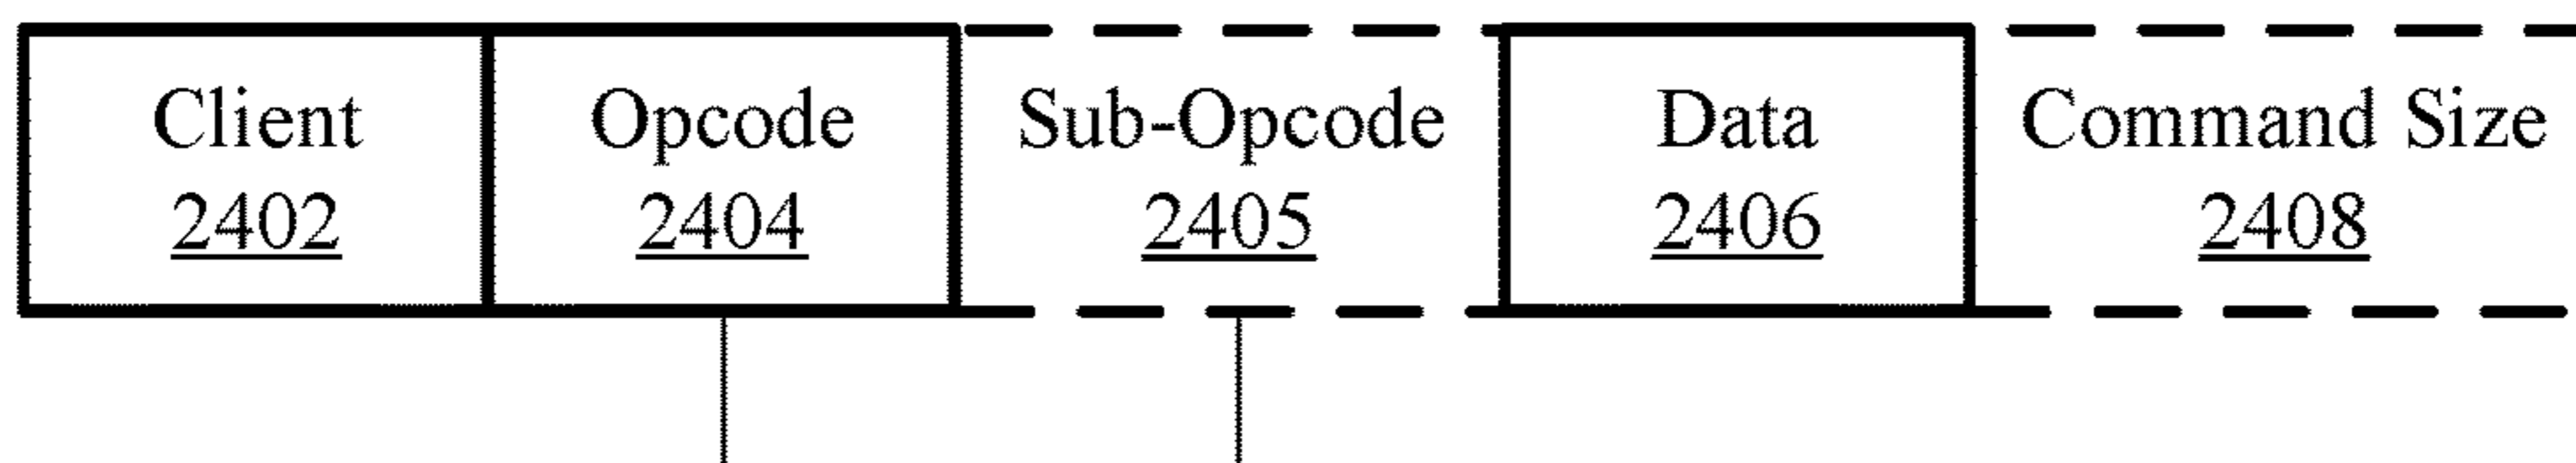 Client Opcode Sub-Opcode Data Command Size
2402 2404 2405 2406 2408